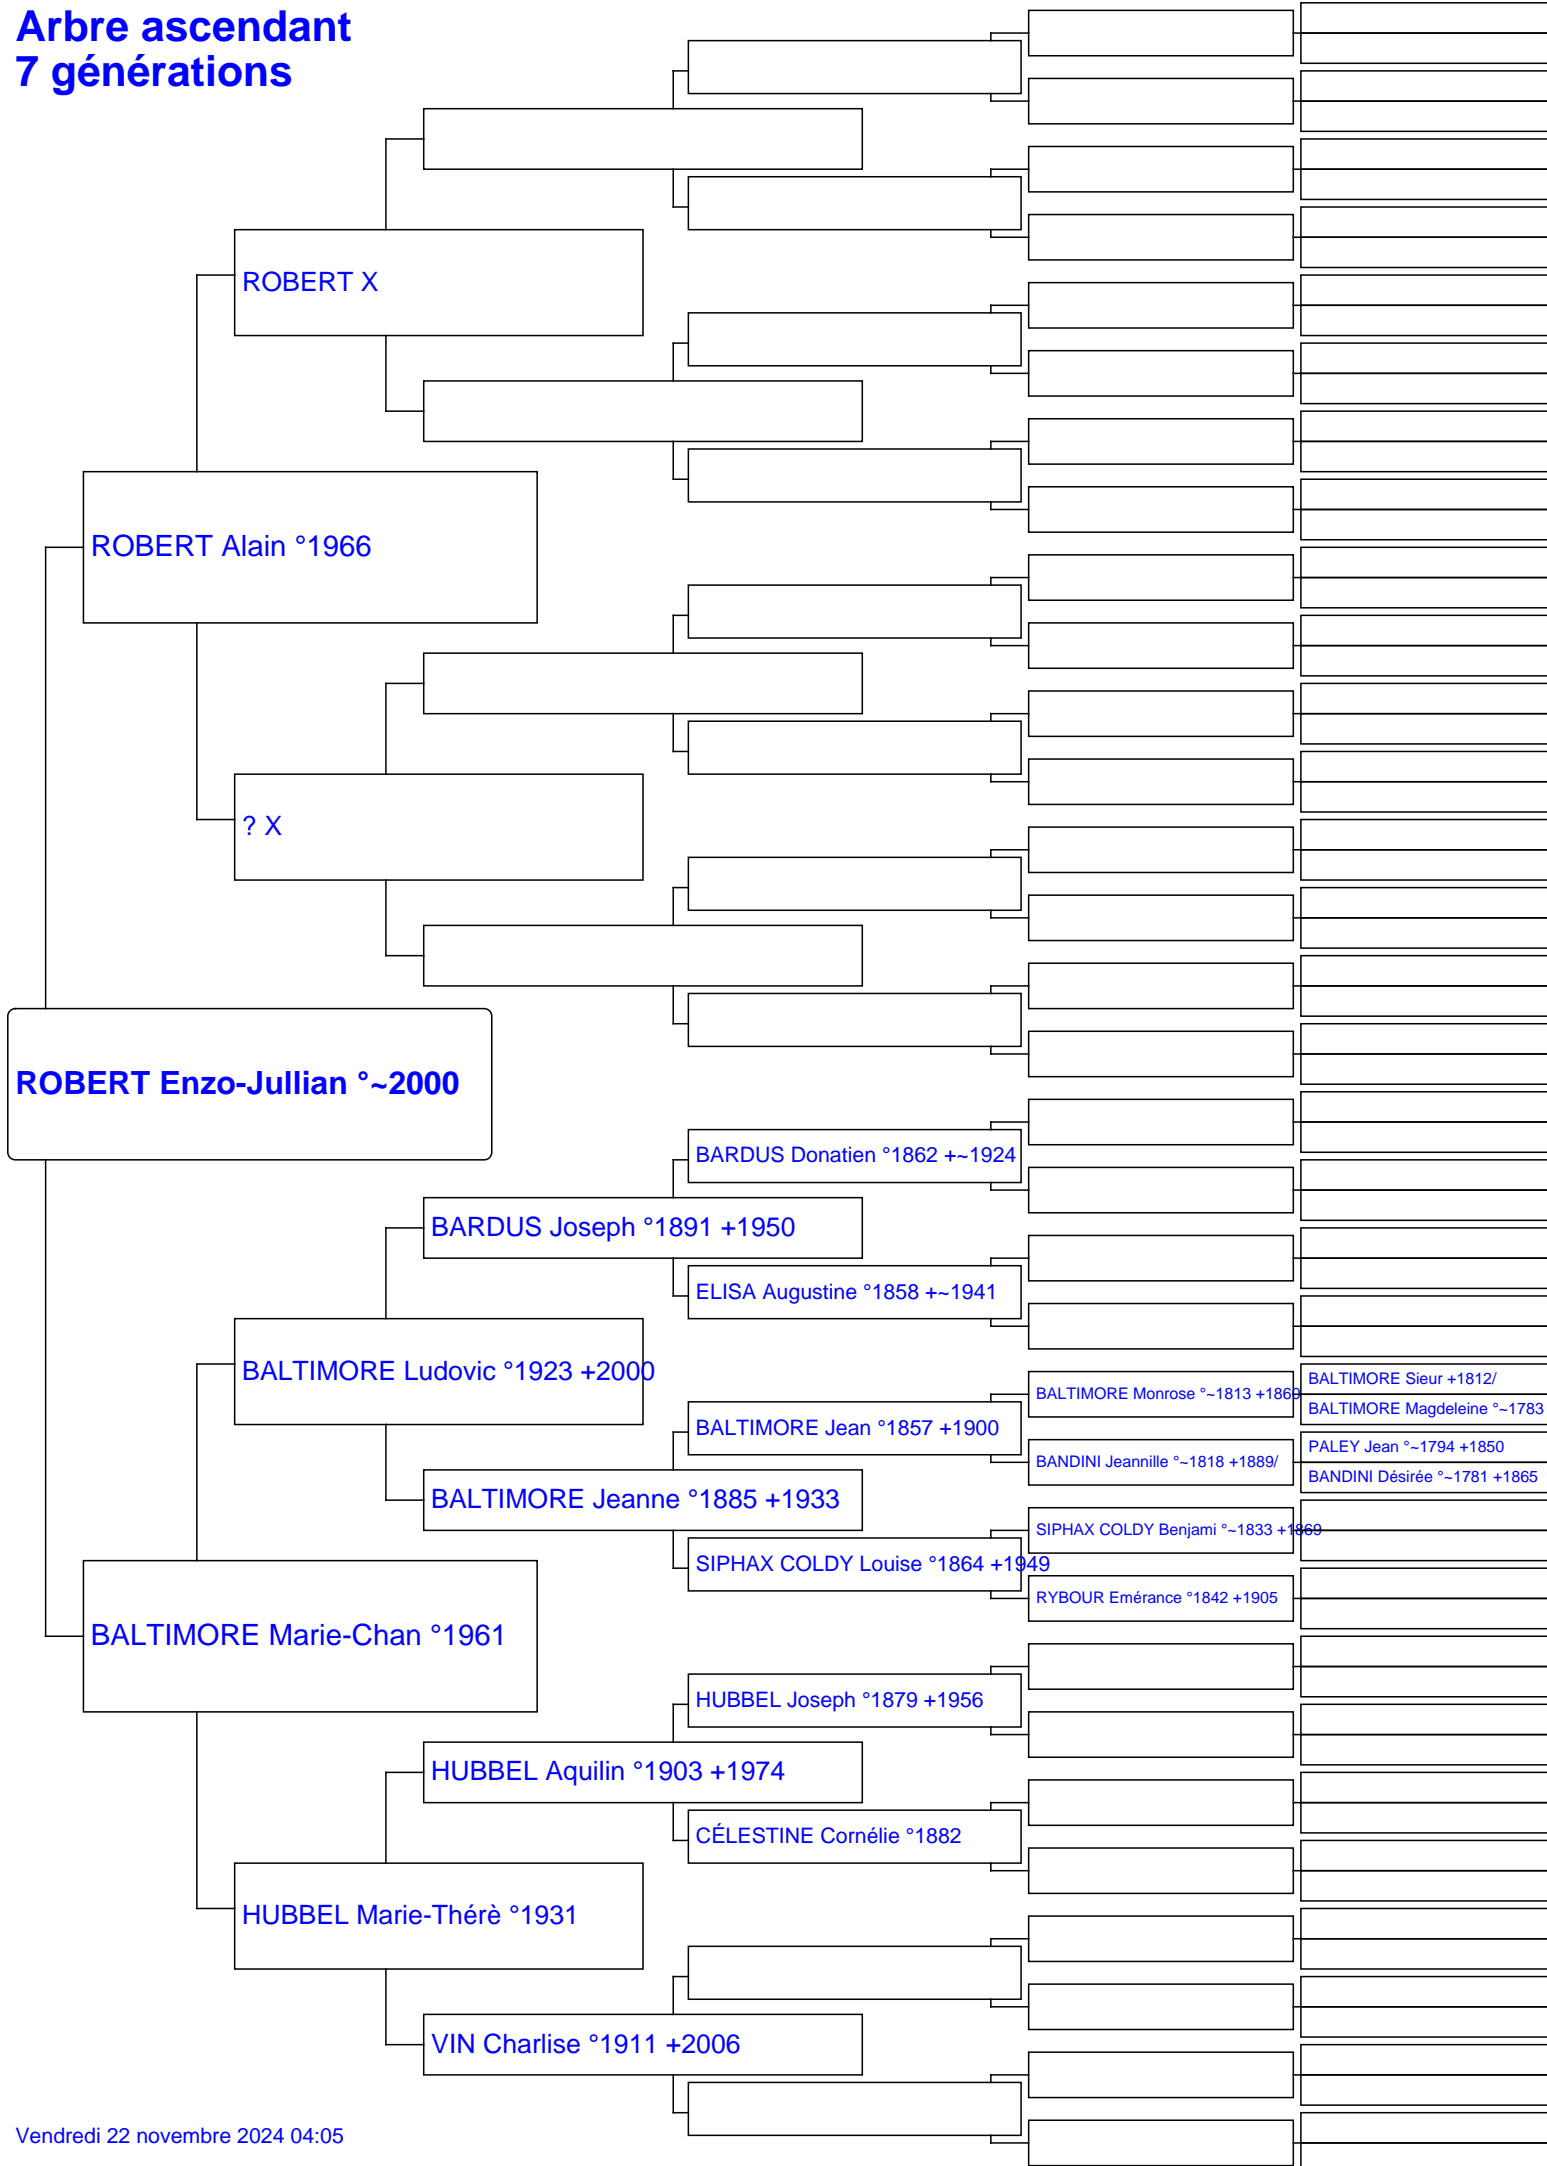 Arbre ascendant
7 générations
ROBERT X
ROBERT Alain °1966
? X
ROBERT Enzo-Jullian °~2000
BARDUS Donatien °1862 +~1924
BARDUS Joseph °1891 +1950
ELISA Augustine °1858 +~1941
BALTIMORE Ludovic °1923 +2000
BALTIMORE Sieur +1812/
BALTIMORE Monrose °~1813 +1860
BALTIMORE Magdeleine °~1783
BALTIMORE Jean °1857 +1900
PALEY Jean °~1794 +1850
BANDINI Jeannille °~1818 +1889/
BANDINI Désirée °~1781 +1865
BALTIMORE Jeanne °1885 +1933
SIPHAX COLDY Benjami °~1833 +1869
SIPHAX COLDY Louise °1864 +1949
RYBOUR Emérance °1842 +1905
BALTIMORE Marie-Chan °1961
HUBBEL Joseph °1879 +1956
HUBBEL Aquilin °1903 +1974
CÉLESTINE Cornélie °1882
HUBBEL Marie-Thérè °1931
VIN Charlise °1911 +2006
Vendredi 22 novembre 2024 04:05